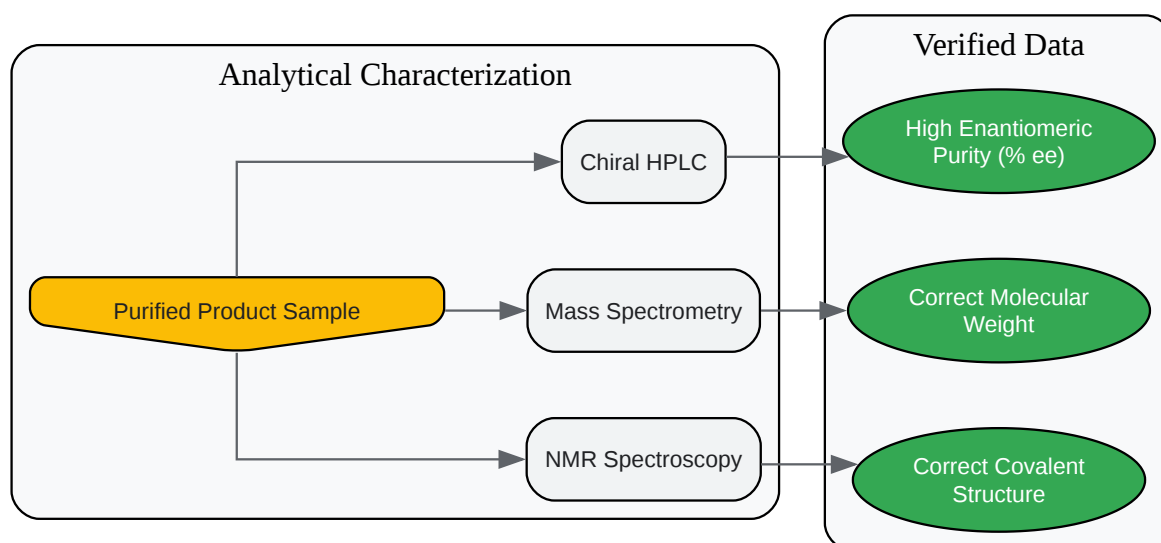 Analytical Characterization
Verified Data
Purified Product Sample
Chiral HPLC
Mass Spectrometry
NMR Spectroscopy
High Enantiomeric
Purity (% ee)
Correct Molecular
Weight
Correct Covalent
Structure